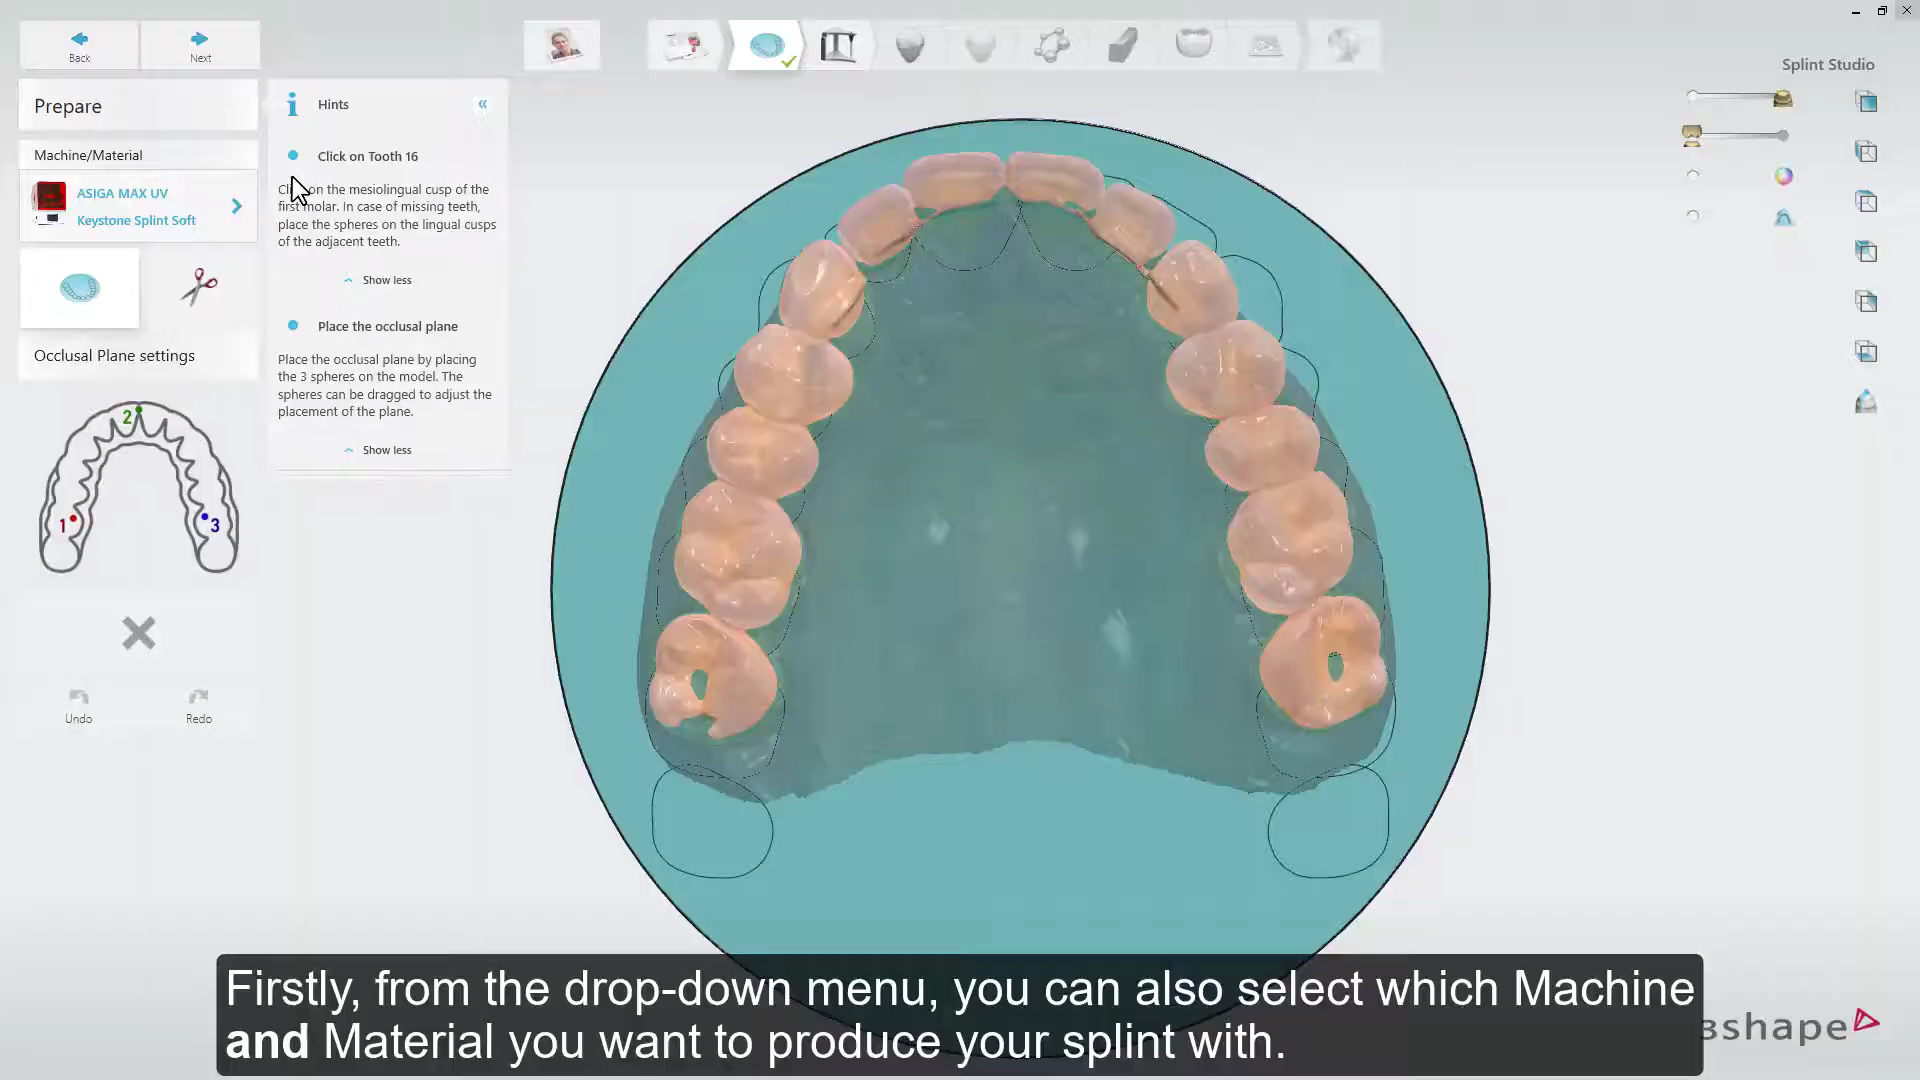 Back
Next
Splint Studio
Prepare
Machine/Material
ASIGA MAX UV
Keystone Splint Soft
Occlusal Plane settings
2
1
3
Undo
Redo
Hints
Click on Tooth 16
Click on the mesiolingual cusp of the
first molar. In case of missing teeth,
place the spheres on the lingual cusps
of the adjacent teeth.
Show less
Place the occlusal plane
Place the occlusal plane by placing
the 3 spheres on the model. The
spheres can be dragged to adjust the
placement of the plane.
Show less
Firstly, from the drop-down menu, you can also select which Machine
and Material you want to produce your splint with.
3shape